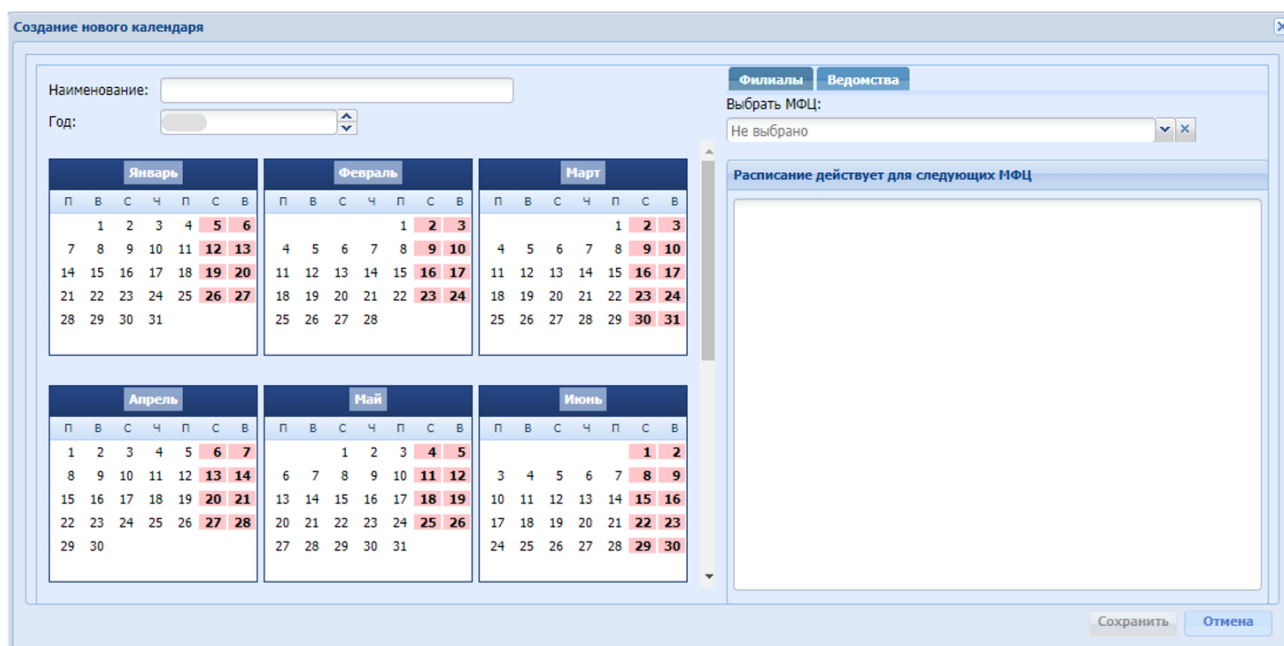 Создание нового календаря
Наименование:
Год:
Филиалы Ведомства
Выбрать МФЦ:
Не выбрано
Расписание действует для следующих МФЦ
Январь Февраль Март
П В С Ч П С В П В С Ч П С В П В С Ч П С В
1 2 3 4 5 6 1 2 3 1 2 3
7 8 9 10 11 12 13 4 5 6 7 8 9 10 4 5 6 7 8 9 10
14 15 16 17 18 19 20 11 12 13 14 15 16 17 11 12 13 14 15 16 17
21 22 23 24 25 26 27 18 19 20 21 22 23 24 18 19 20 21 22 23 24
28 29 30 31 25 26 27 28 25 26 27 28 29 30 31
Апрель Май Июнь
П В С Ч П С В П В С Ч П С В П В С Ч П С В
1 2 3 4 5 6 7 1 2 3 4 5 1 2
8 9 10 11 12 13 14 6 7 8 9 10 11 12 3 4 5 6 7 8 9
15 16 17 18 19 20 21 13 14 15 16 17 18 19 10 11 12 13 14 15 16
22 23 24 25 26 27 28 20 21 22 23 24 25 26 17 18 19 20 21 22 23
29 30 27 28 29 30 31 24 25 26 27 28 29 30
Сохранить Отмена